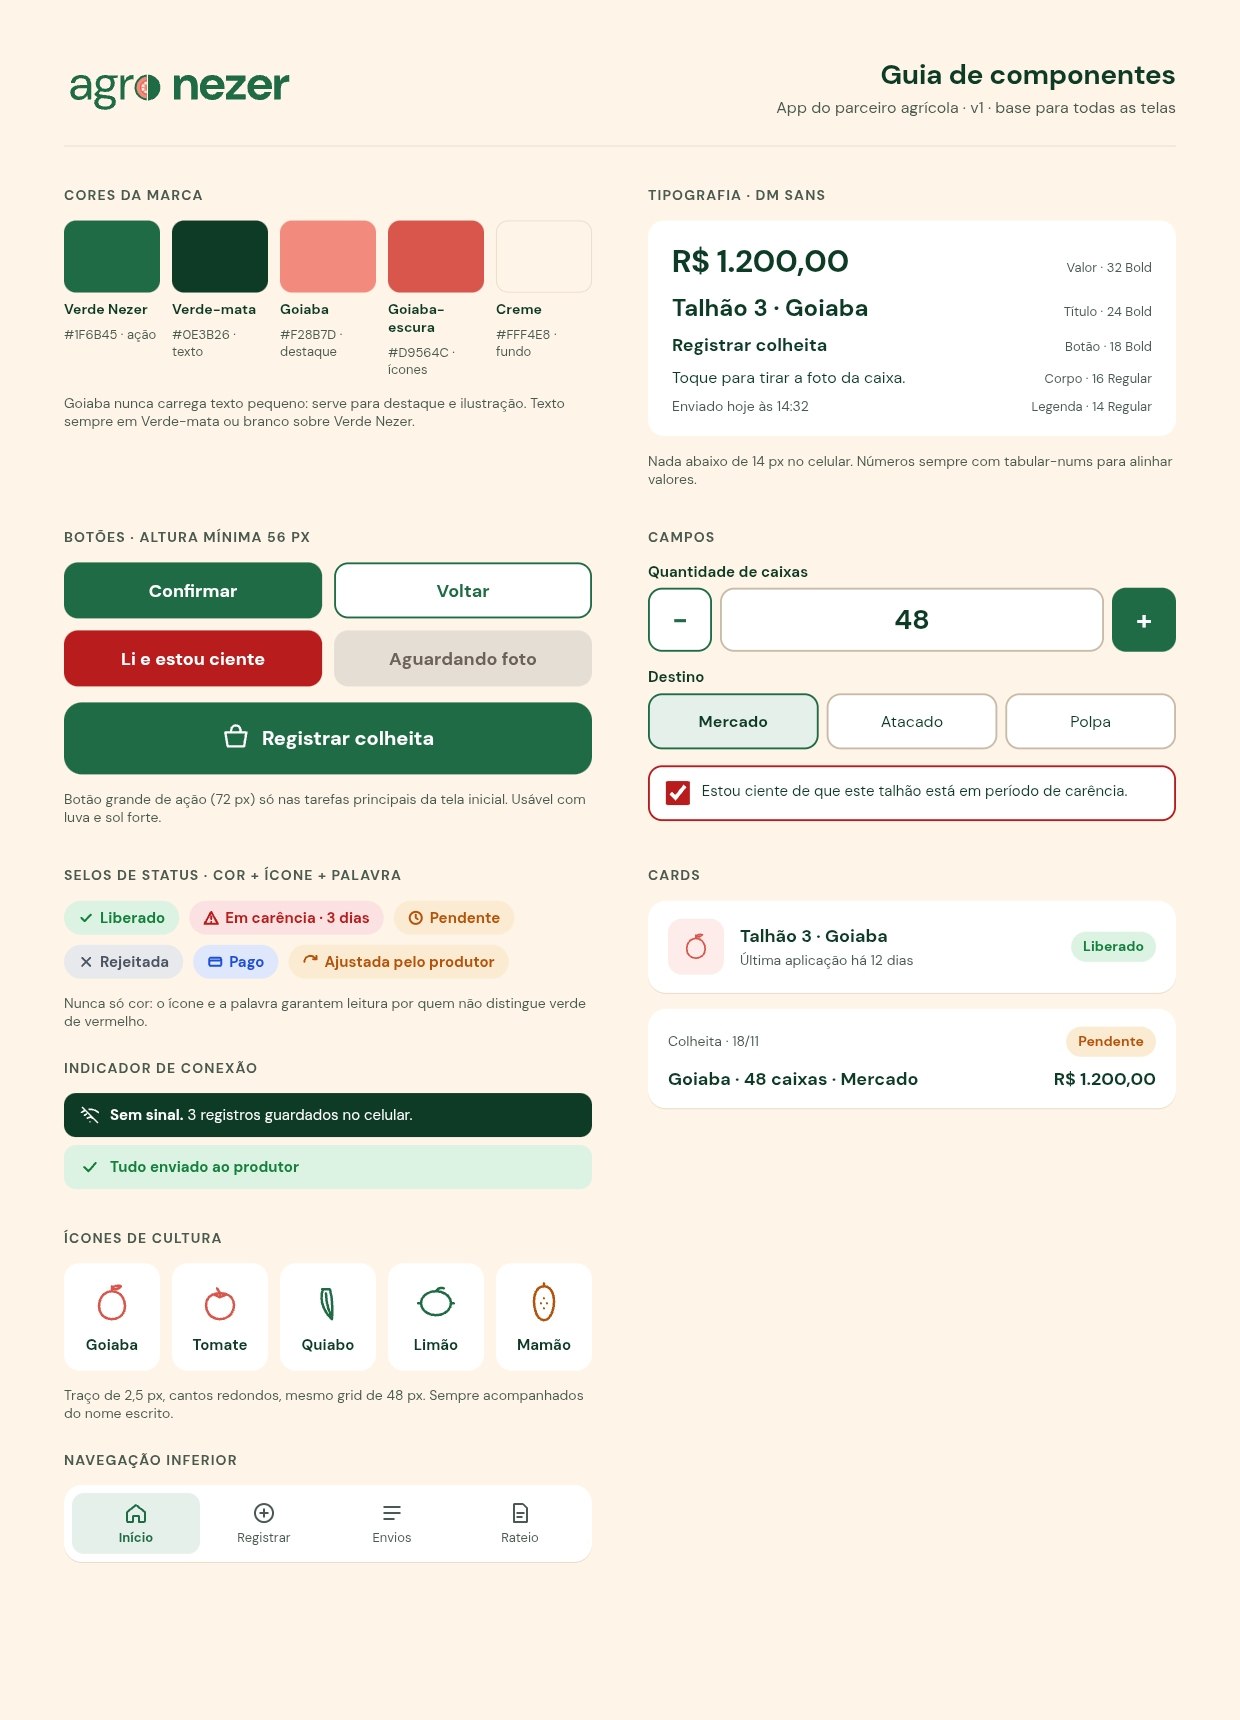 agro nezer
Guia de componentes
App do parceiro agrícola · v1 · base para todas as telas
CORES DA MARCA
Verde Nezer
#1F6B45 · ação
Verde-mata
#0E3B26 ·
texto
Goiaba
#F28B7D ·
destaque
Goiaba-
escura
#D9564C ·
ícones
Creme
#FFF4E8 ·
fundo
Goiaba nunca carrega texto pequeno: serve para destaque e ilustração. Texto
sempre em Verde-mata ou branco sobre Verde Nezer.
TIPOGRAFIA · DM SANS
R$ 1.200,00 Valor · 32 Bold
Talhão 3 · Goiaba Título · 24 Bold
Registrar colheita Botão · 18 Bold
Toque para tirar a foto da caixa. Corpo · 16 Regular
Enviado hoje às 14:32 Legenda · 14 Regular
Nada abaixo de 14 px no celular. Números sempre com tabular-nums para alinhar
valores.
BOTÕES · ALTURA MÍNIMA 56 PX
Confirmar Voltar
Li e estou ciente Aguardando foto
Registrar colheita
Botão grande de ação (72 px) só nas tarefas principais da tela inicial. Usável com
luva e sol forte.
CAMPOS
Quantidade de caixas
− 48 +
Destino
Mercado Atacado Polpa
Estou ciente de que este talhão está em período de carência.
SELOS DE STATUS · COR + ÍCONE + PALAVRA
Liberado Em carência · 3 dias Pendente
Rejeitada Pago Ajustada pelo produtor
Nunca só cor: o ícone e a palavra garantem leitura por quem não distingue verde
de vermelho.
CARDS
Talhão 3 · Goiaba
Última aplicação há 12 dias
Liberado
Colheita · 18/11 Pendente
Goiaba · 48 caixas · Mercado R$ 1.200,00
INDICADOR DE CONEXÃO
Sem sinal. 3 registros guardados no celular.
Tudo enviado ao produtor
ÍCONES DE CULTURA
Goiaba Tomate Quiabo Limão Mamão
Traço de 2,5 px, cantos redondos, mesmo grid de 48 px. Sempre acompanhados
do nome escrito.
NAVEGAÇÃO INFERIOR
Início Registrar Envios Rateio